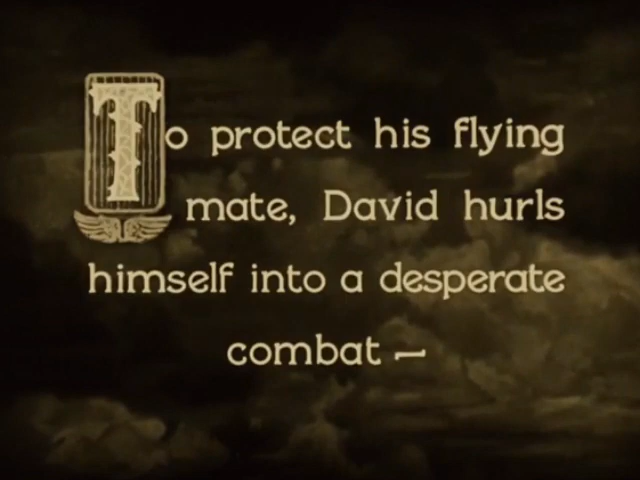 To protect his flying
mate, David hurls
himself into a desperate
combat —